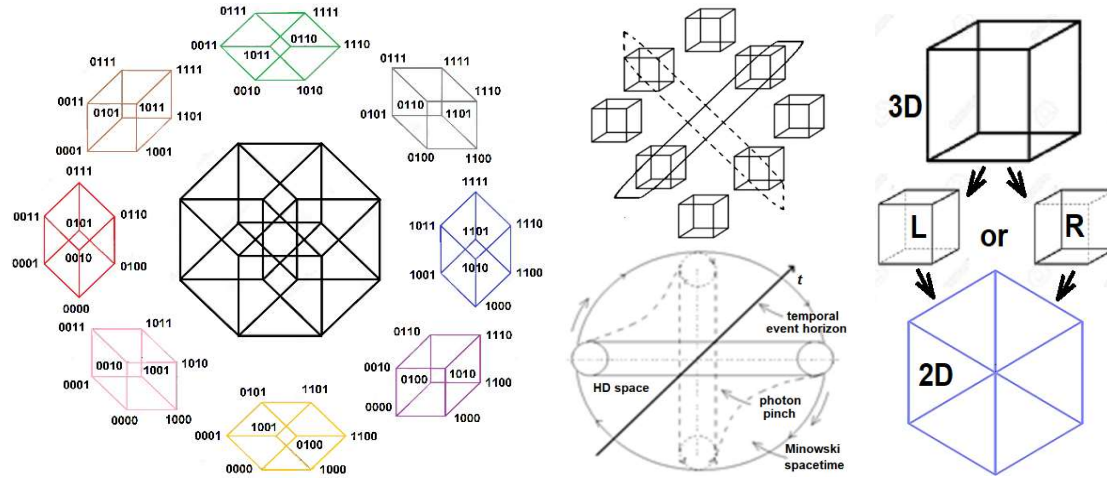 0111 1111
0011 1011 0110 1110
0010 1010
0111 1111
0011 0101 1011 1101
0001 1001
0111 1111
0110 1110
0101 1101
0100 1100
0111
0011 0101 0110
0001 0010 0100
0000
1111
1011 1101 1110
1001 1010 1100
1000
0011 1011
0010 1001 1010
0001
0000 1000
0110 1110
0010 0100 1010 1100
0000 1000
0101 1101
0001 1001 0100 1100
0000 1000
t
temporal
event horizon
HD space
photon
pinch
Minowski
spacetime
3D
L or R
2D